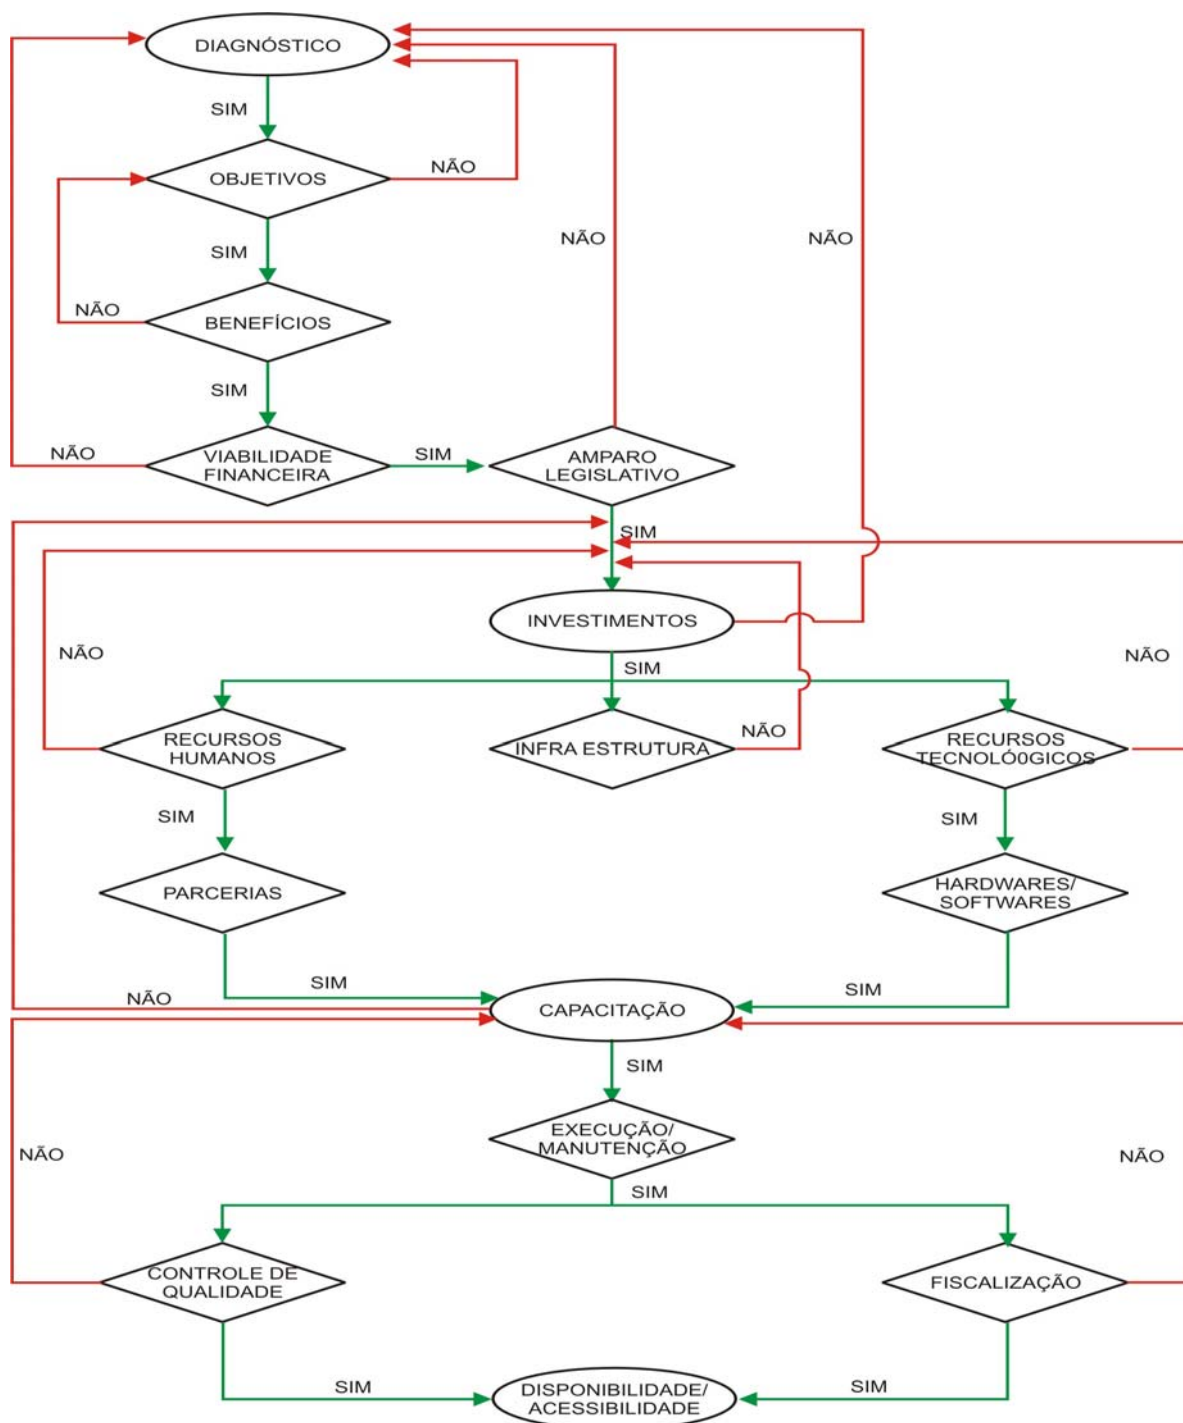 DIAGNÓSTICO
SIM
OBJETIVOS
NÃO
SIM
NÃO
NÃO
NÃO
BENEFÍCIOS
SIM
NÃO
VIABILIDADE
FINANCEIRA
SIM
AMPARO
LEGISLATIVO
SIM
INVESTIMENTOS
NÃO
SIM
NÃO
RECURSOS
HUMANOS
INFRA ESTRUTURA
NÃO
RECURSOS
TECNOLÓ0GICOS
SIM
SIM
PARCERIAS
HARDWARES/
SOFTWARES
SIM
SIM
NÃO
CAPACITAÇÃO
SIM
EXECUÇÃO/
MANUTENÇÃO
NÃO
NÃO
SIM
CONTROLE DE
QUALIDADE
FISCALIZAÇÃO
SIM
SIM
DISPONIBILIDADE/
ACESSIBILIDADE